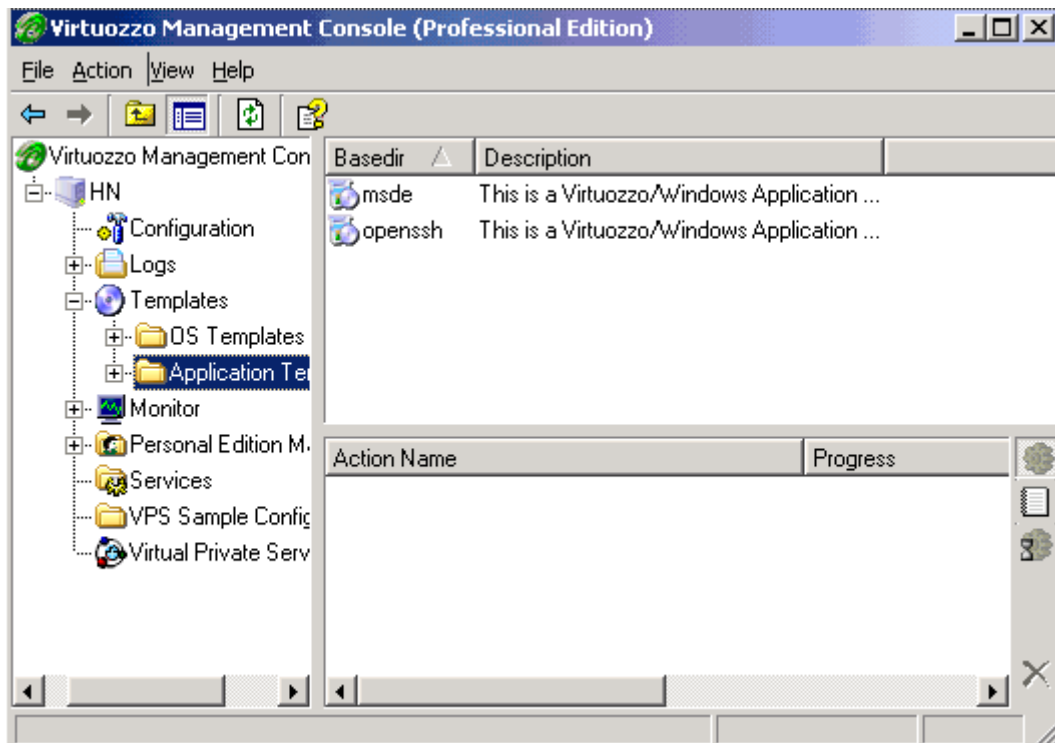 Virtuozzo Management Console (Professional Edition)
File Action View Help
Virtuozzo Management Con
HN
Configuration
Logs
Templates
OS Templates
Application Te
Monitor
Personal Edition M
Services
VPS Sample Config
Virtual Private Serv
Basedir Description
msde This is a Virtuozzo/Windows Application ...
openssh This is a Virtuozzo/Windows Application ...
Action Name Progress